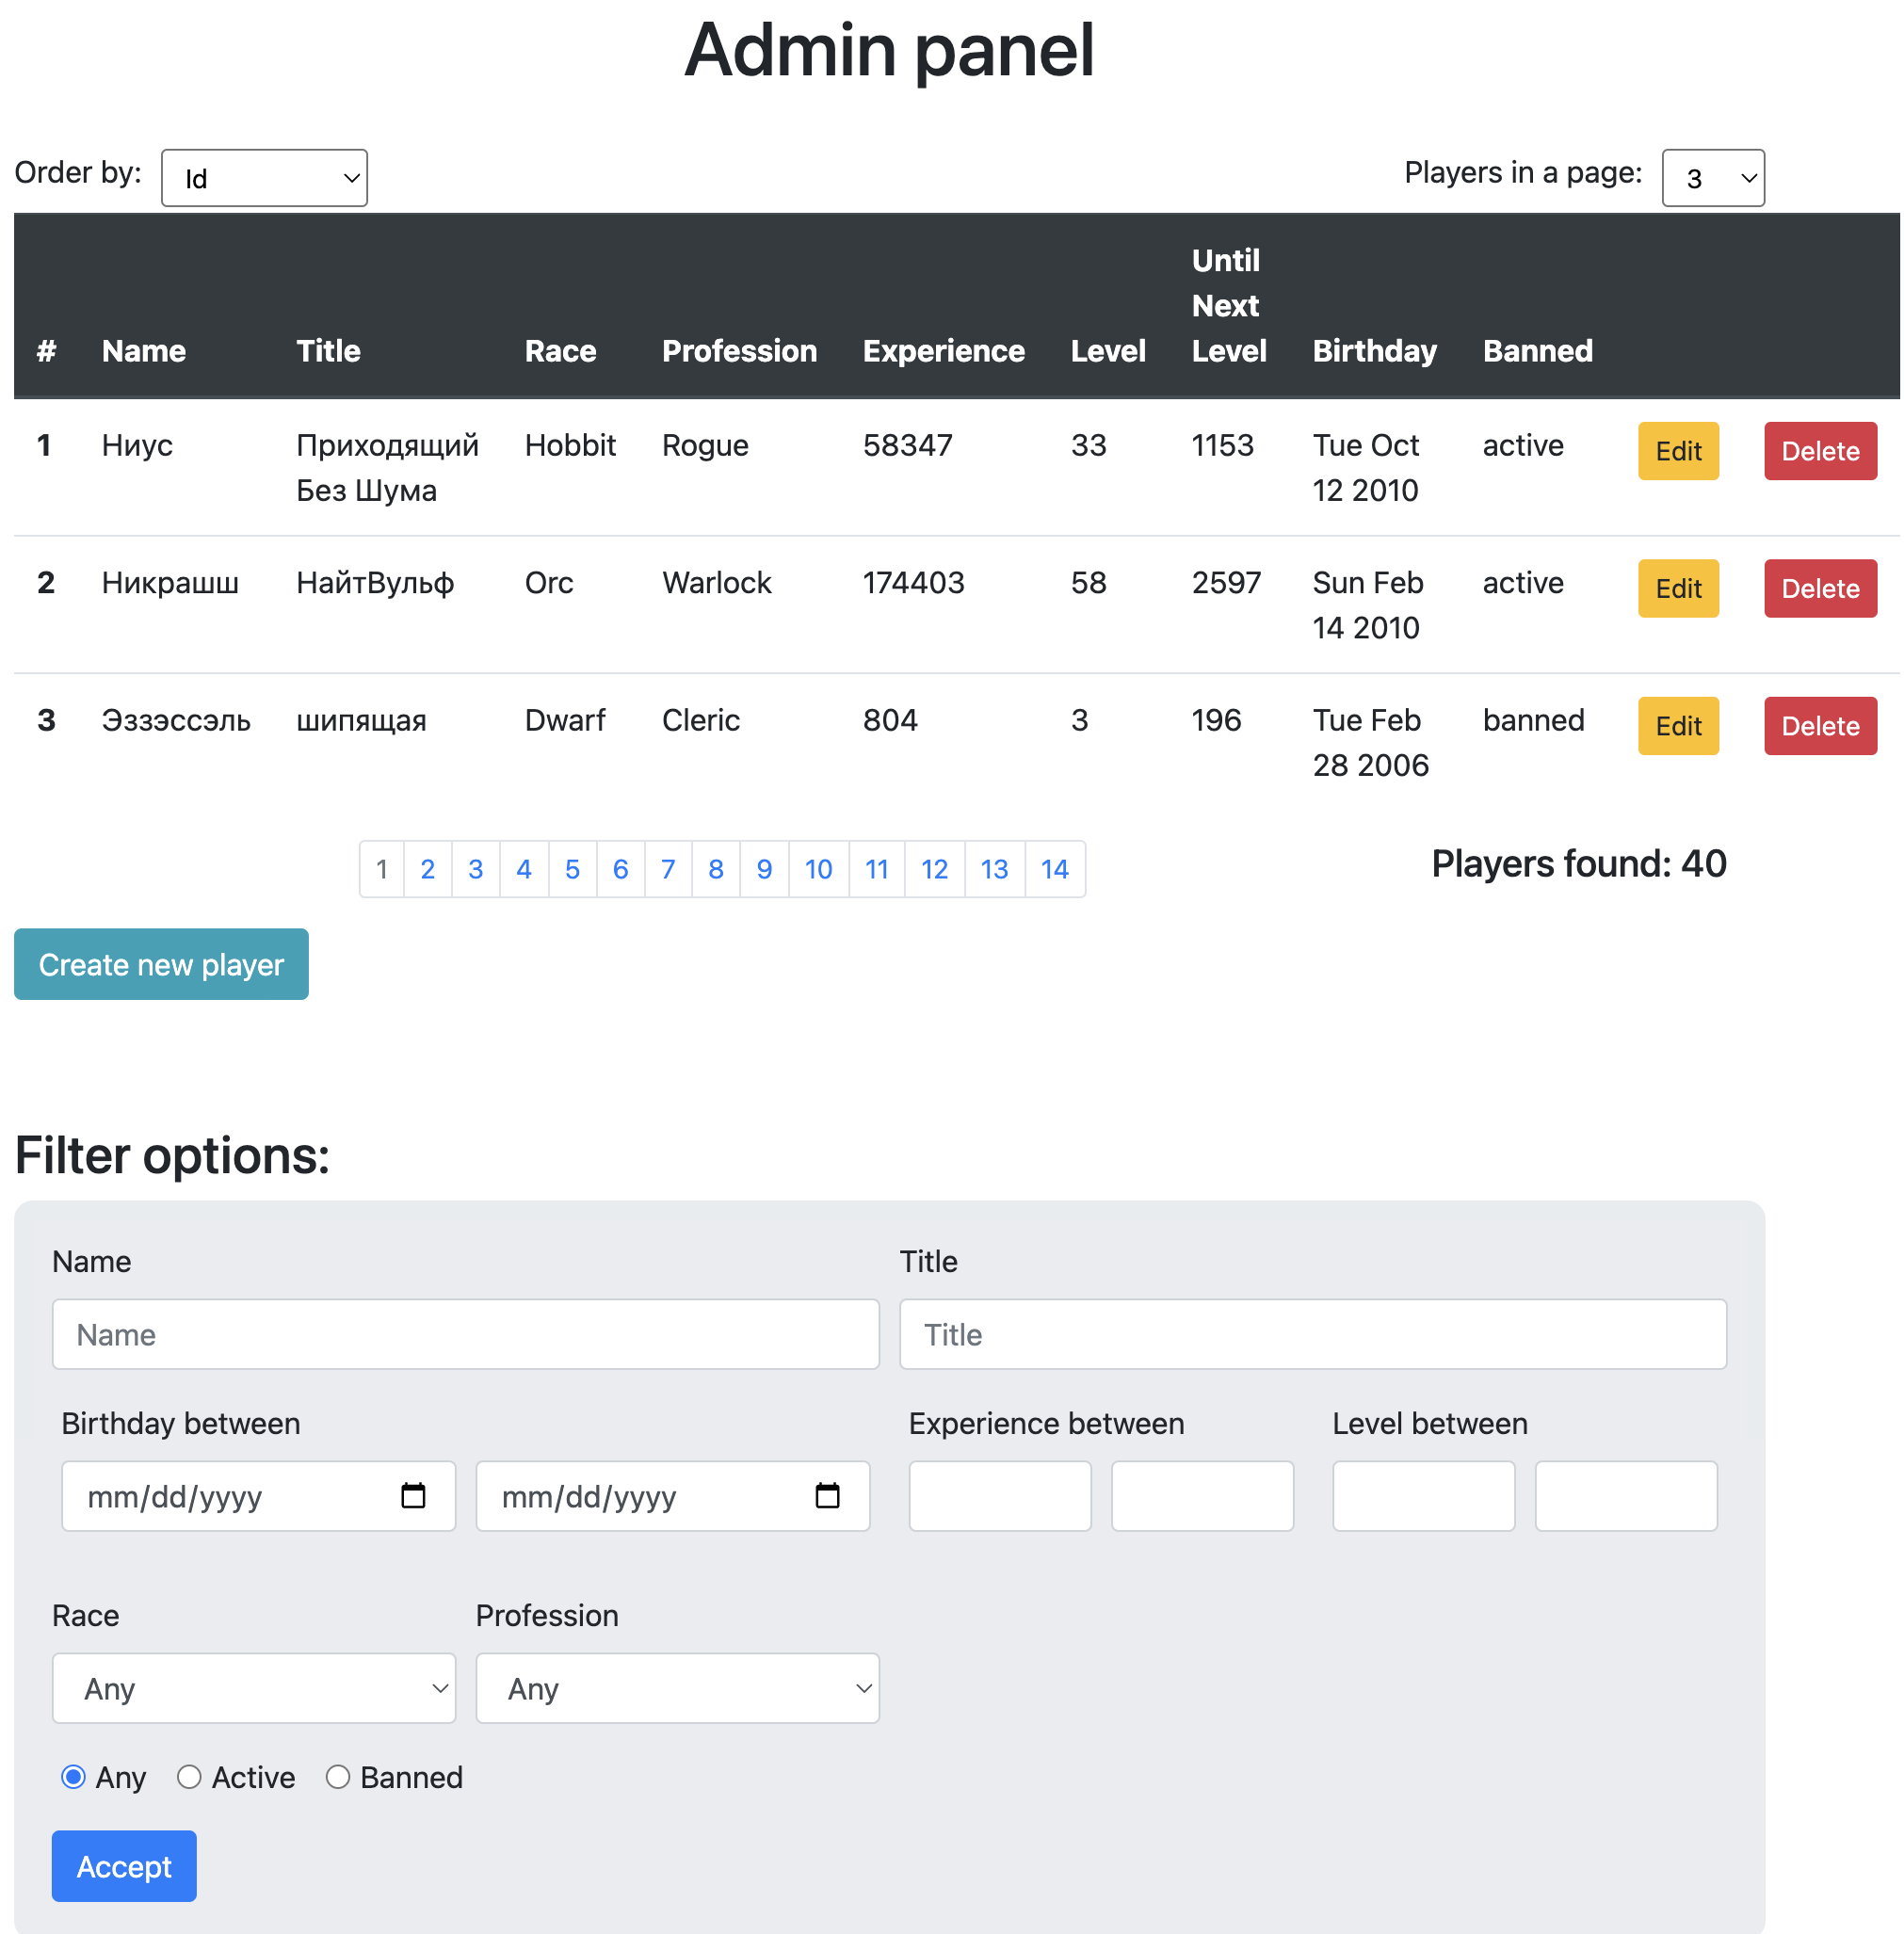 Admin panel
Order by: Id
Players in a page: 3
# Name Title Race Profession Experience Level Until Next Level Birthday Banned
1 Ниус Приходящий Без Шума Hobbit Rogue 58347 33 1153 Tue Oct 12 2010 active Edit Delete
2 Никрашш НайтВульф Orc Warlock 174403 58 2597 Sun Feb 14 2010 active Edit Delete
3 Эззэссэль шипящая Dwarf Cleric 804 3 196 Tue Feb 28 2006 banned Edit Delete
1 2 3 4 5 6 7 8 9 10 11 12 13 14
Players found: 40
Create new player
Filter options:
Name Title
Name Title
Birthday between Experience between Level between
mm/dd/yyyy mm/dd/yyyy
Race Profession
Any Any
Any Active Banned
Accept